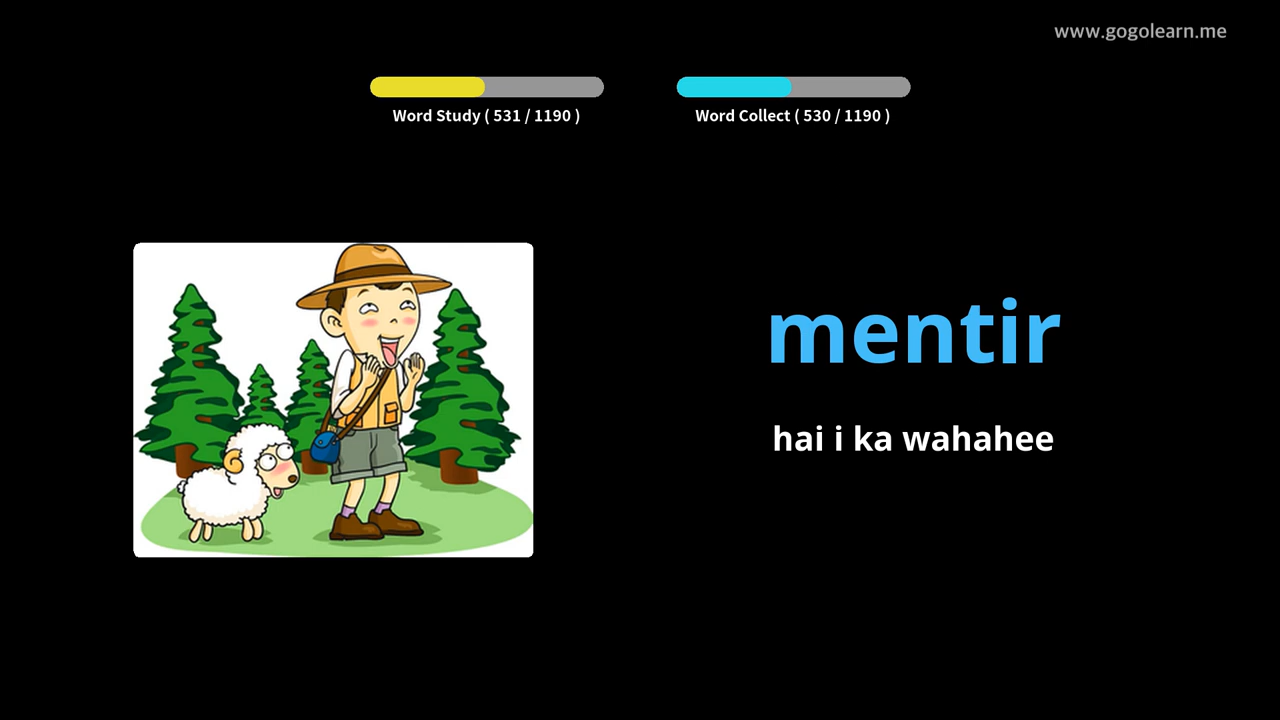 www.gogolearn.me
Word Study ( 531 / 1190 )
Word Collect ( 530 / 1190 )
mentir
hai i ka wahahee